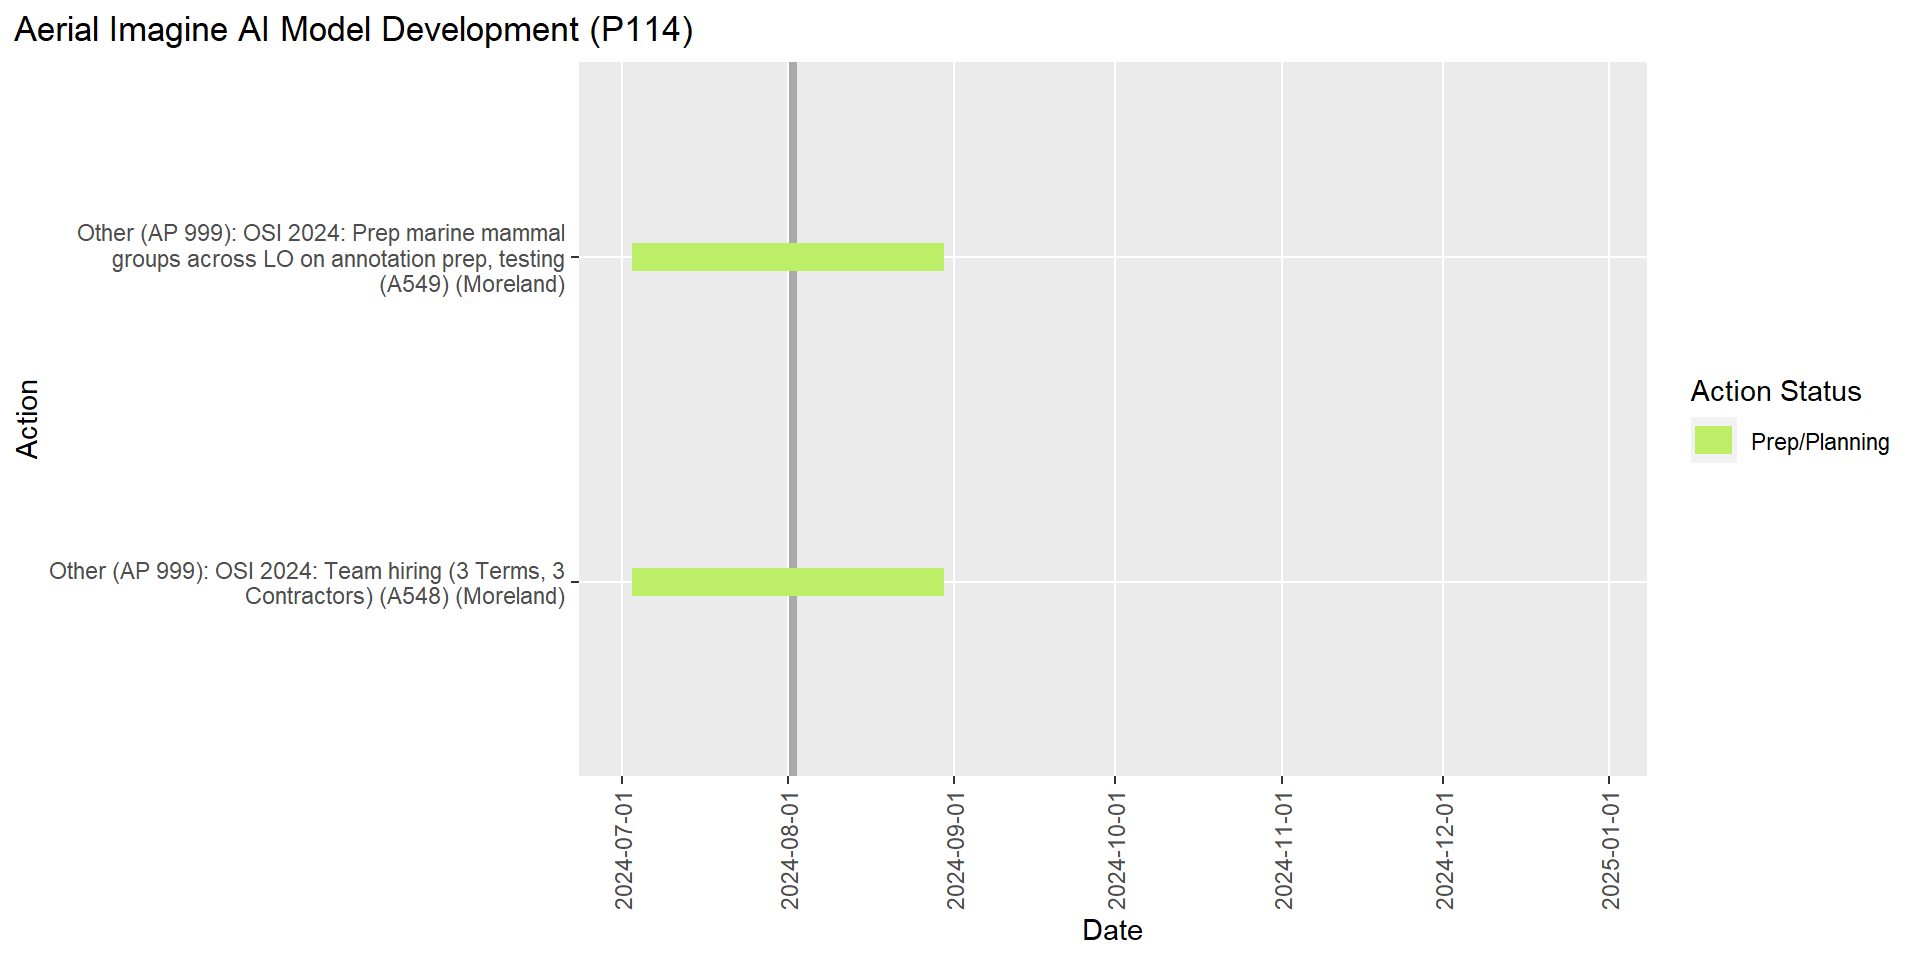 Aerial Imagine AI Model Development (P114)
Other (AP 999): OSI 2024: Prep marine mammal
groups across LO on annotation prep, testing
(A549) (Moreland)
Action
Other (AP 999): OSI 2024: Team hiring (3 Terms, 3
Contractors) (A548) (Moreland)
Action Status
Prep/Planning
2024-07-01
2024-08-01
2024-09-01
2024-10-01
2024-11-01
2024-12-01
2025-01-01
Date